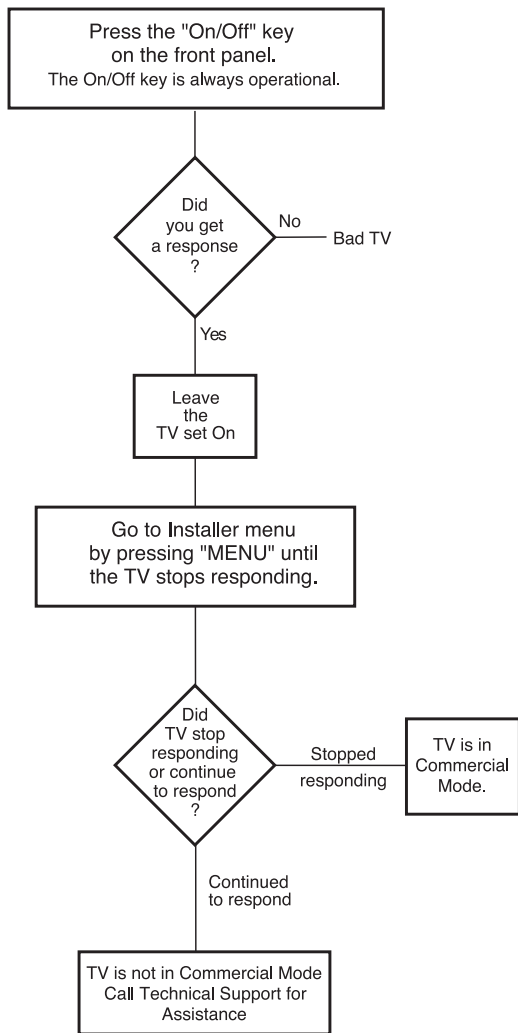 Press the "On/Off" key
on the front panel.
The On/Off key is always operational.
Did
you get
a response
?
No
Bad TV
Yes
Leave
the
TV set On
Go to Installer menu
by pressing "MENU" until
the TV stops responding.
Did
TV stop
responding
or continue
to respond
?
Stopped
responding
TV is in
Commercial
Mode.
Continued
to respond
TV is not in Commercial Mode
Call Technical Support for
Assistance